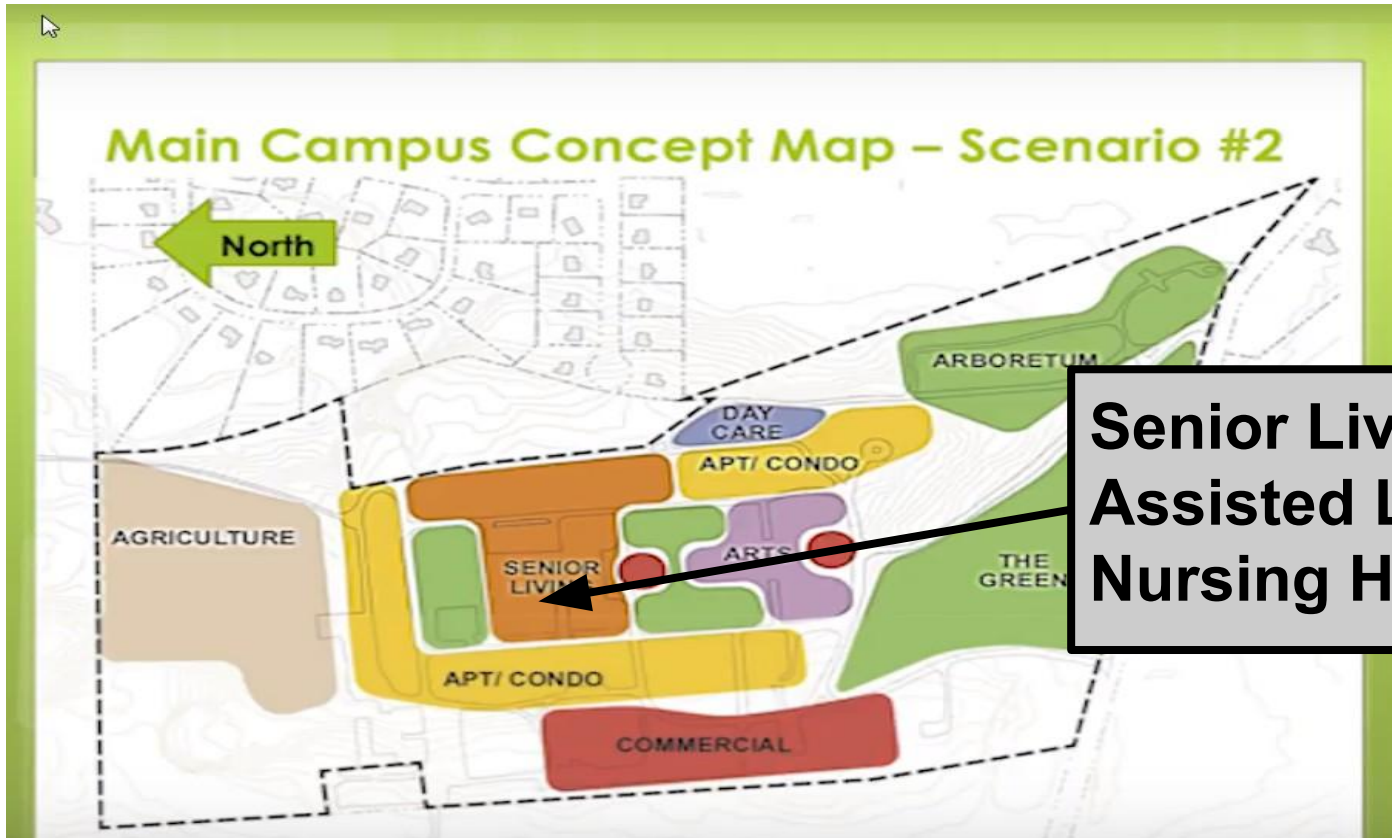 Main Campus Concept Map – Scenario #2
North
ARBORETUM
DAY
CARE
APT/ CONDO
AGRICULTURE
SENIOR
ARTS
THE
GREEN
Senior
Assisted
Nursing
APT/ CONDO
COMMERCIAL